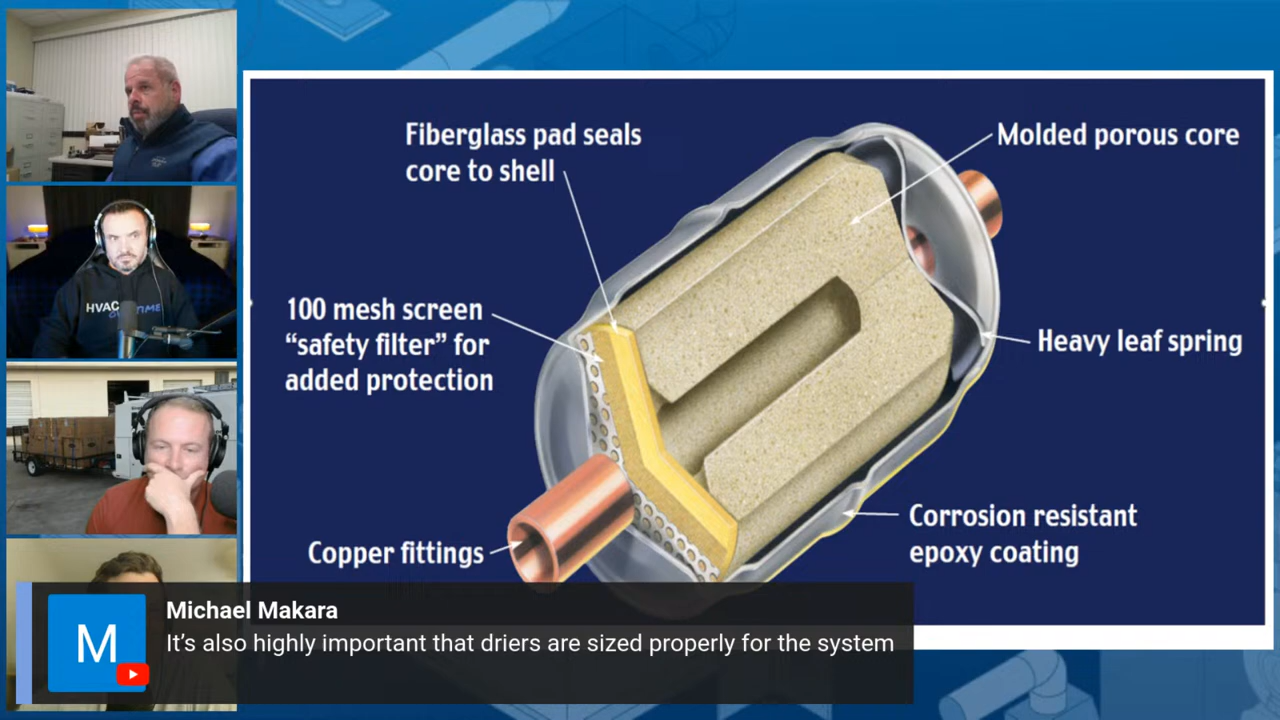 Fiberglass pad seals
core to shell
Molded porous core
100 mesh screen
“safety filter” for
added protection
Heavy leaf spring
Corrosion resistant
epoxy coating
Copper fittings
HVAC
M
Michael Makara
It’s also highly important that driers are sized properly for the system